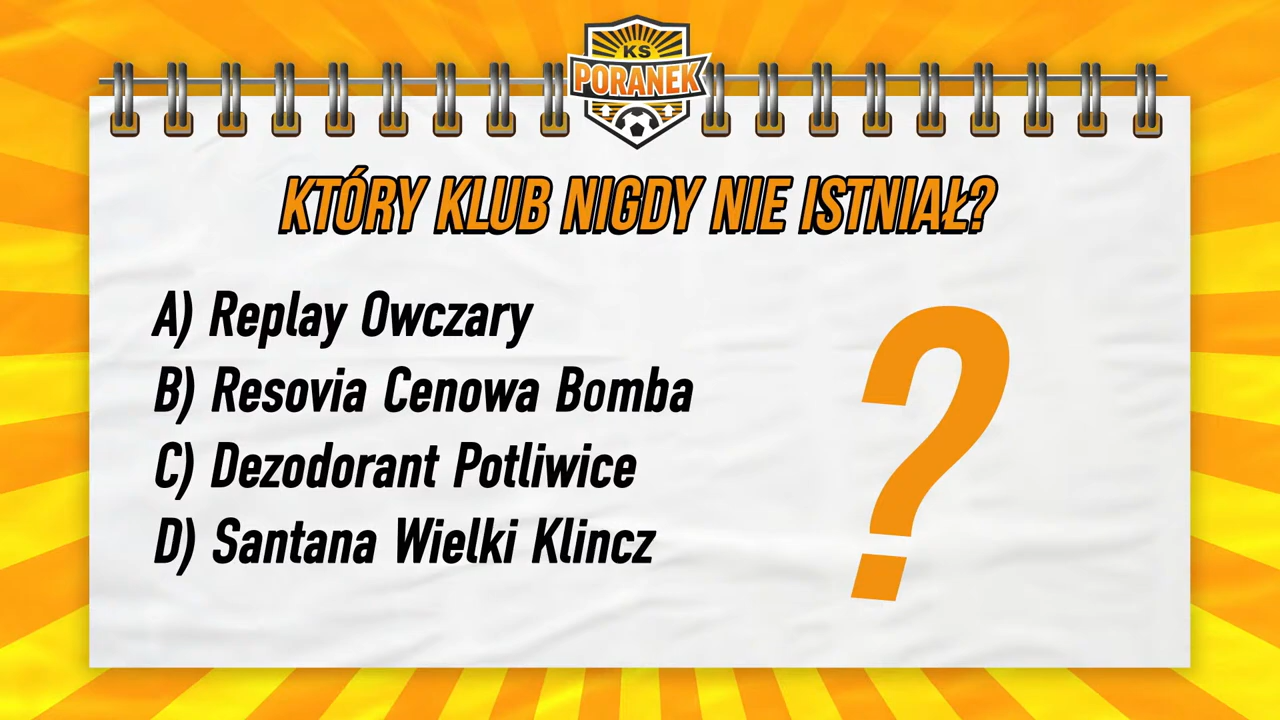 KS
PORANEK
KTÓRY KLUB NIGDY NIE ISTNIAŁ?
A) Replay Owczary
B) Resovia Cenowa Bomba
C) Dezodorant Potliwice
D) Santana Wielki Klincz
?